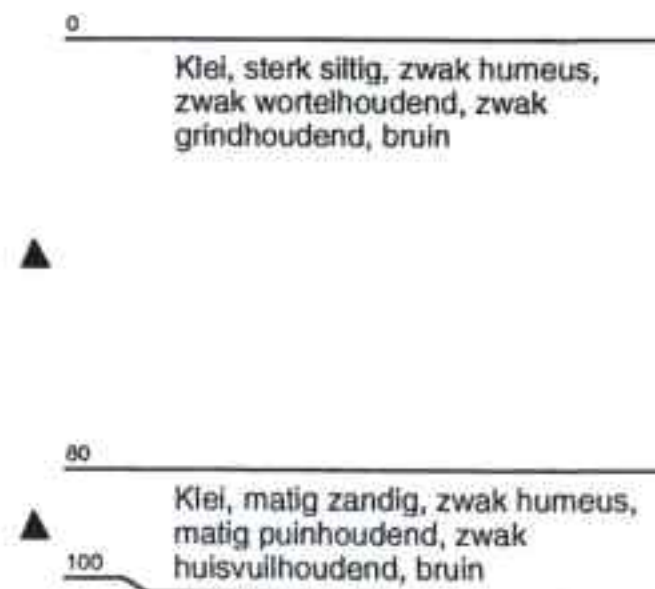 0
Klei, sterk siltig, zwak humeus,
zwak wortelhoudend, zwak
grindhoudend, bruin
80
Klei, matig zandig, zwak humeus,
matig puinhoudend, zwak
huisvuilhoudend, bruin
100